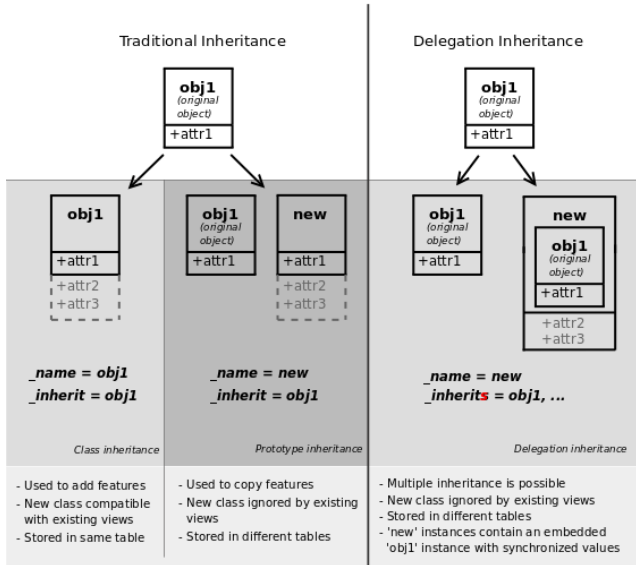 Traditional Inheritance
Delegation Inheritance
obj1
(original
object)
+attr1
obj1
(original
object)
+attr1
obj1
+attr1
+attr2
+attr3
obj1
(original
object)
+attr1
new
+attr1
+attr2
+attr3
obj1
(original
object)
+attr1
new
obj1
(original
object)
+attr1
+attr2
+attr3
_name = obj1
_inherit = obj1
_name = new
_inherit = obj1
_name = new
_inherits = obj1, ...
Class inheritance
Prototype inheritance
Delegation inheritance
- Used to add features
- New class compatible
with existing views
- Stored in same table
- Used to copy features
- New class ignored by existing
views
- Stored in different tables
- Multiple inheritance is possible
- New class ignored by existing views
- Stored in different tables
- 'new' instances contain an embedded
'obj1' instance with synchronized values